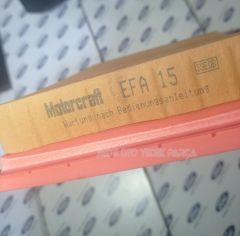 Motorcraft EFA 15
Wartung nach Bedienungsanleitung